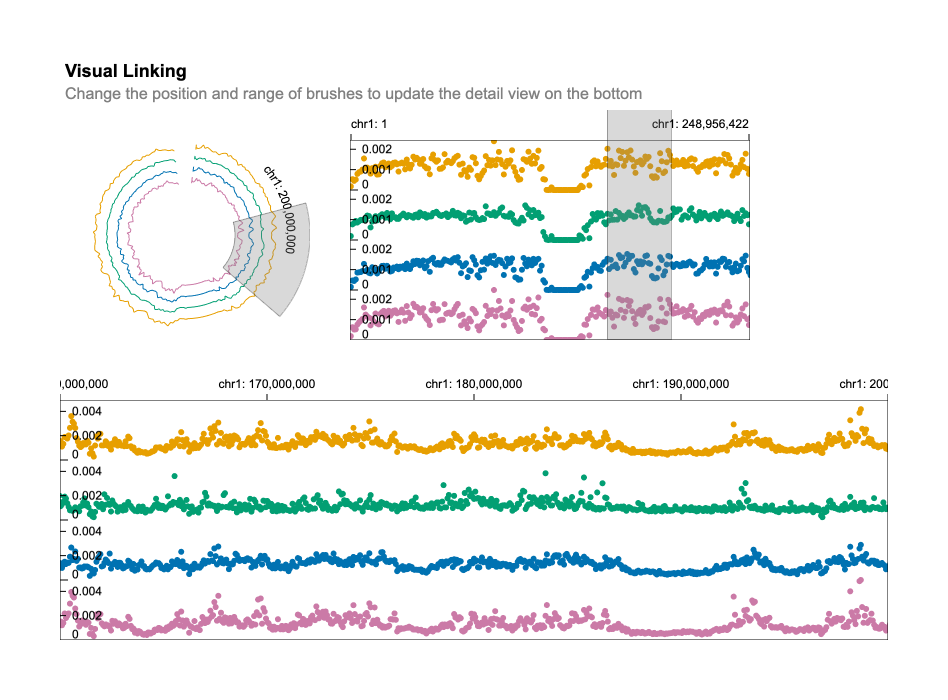 Visual Linking
Change the position and range of brushes to update the detail view on the bottom
chr1: 200,000,000
chr1: 1
chr1: 248,956,422
0.002
0.001
0
0.002
0.001
0
0.002
0.001
0
0.002
0.001
0
0,000,000
chr1: 170,000,000
chr1: 180,000,000
chr1: 190,000,000
chr1: 200
0.004
0.002
0
0.004
0.002
0
0.004
0.002
0
0.004
0.002
0